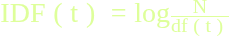 IDF ( t ) = log N / df ( t )